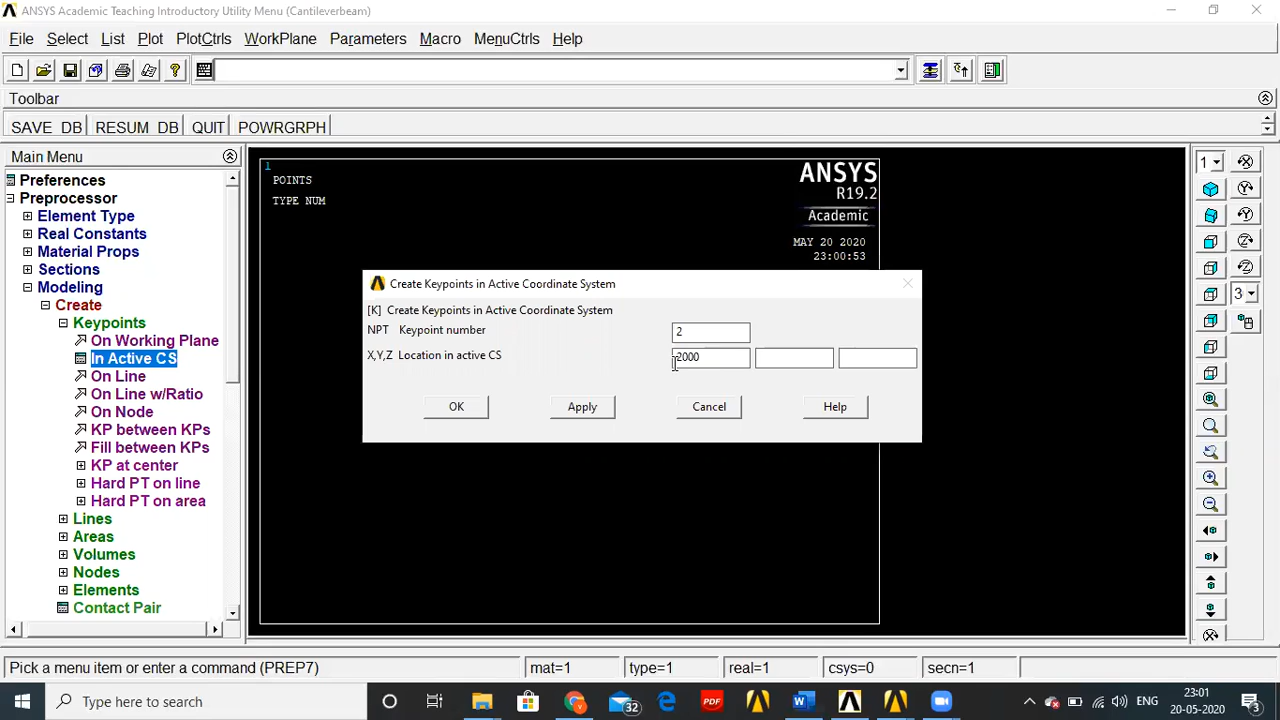 ANSYS Academic Teaching Introductory Utility Menu (Cantileverbeam)
File Select List Plot PlotCtrls WorkPlane Parameters Macro MenuCtrls Help
Toolbar
SAVE_DB RESUM_DB QUIT POWRGRPH
Main Menu
Preferences
Preprocessor
Element Type
Real Constants
Material Props
Sections
Modeling
Create
Keypoints
On Working Plane
In Active CS
On Line
On Line w/Ratio
On Node
KP between KPs
Fill between KPs
KP at center
Hard PT on line
Hard PT on area
Lines
Areas
Volumes
Nodes
Elements
Contact Pair
1
POINTS
TYPE NUM
ANSYS
R19.2
Academic
MAY 20 2020
23:00:53
Create Keypoints in Active Coordinate System
[K] Create Keypoints in Active Coordinate System
NPT Keypoint number 2
X,Y,Z Location in active CS 2000
OK Apply Cancel Help
1
3
Pick a menu item or enter a command (PREP7) mat=1 type=1 real=1 csys=0 secn=1
Type here to search
32
PDF
ENG
23:01
20-05-2020
3